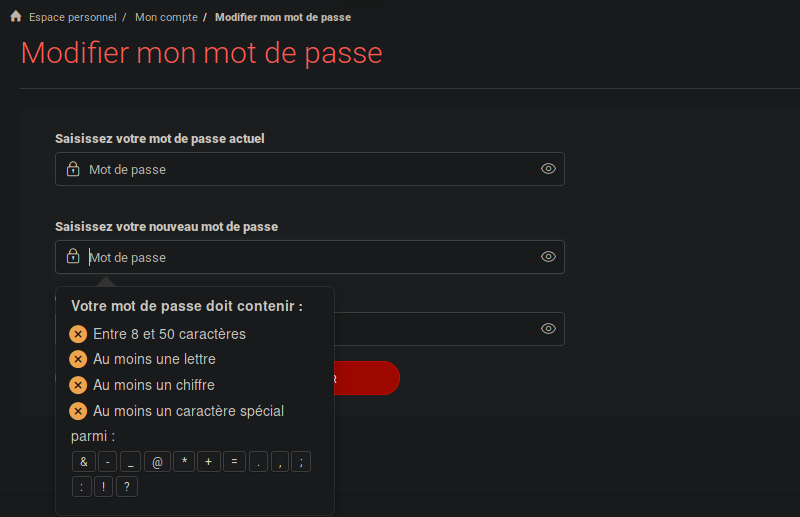 Espace personnel / Mon compte / Modifier mon mot de passe
Modifier mon mot de passe
Saisissez votre mot de passe actuel
Mot de passe
Saisissez votre nouveau mot de passe
Mot de passe
Votre mot de passe doit contenir :
Entre 8 et 50 caractères
Au moins une lettre
Au moins un chiffre
Au moins un caractère spécial
parmi :
& - _ @ * + = . , ;
: ! ?